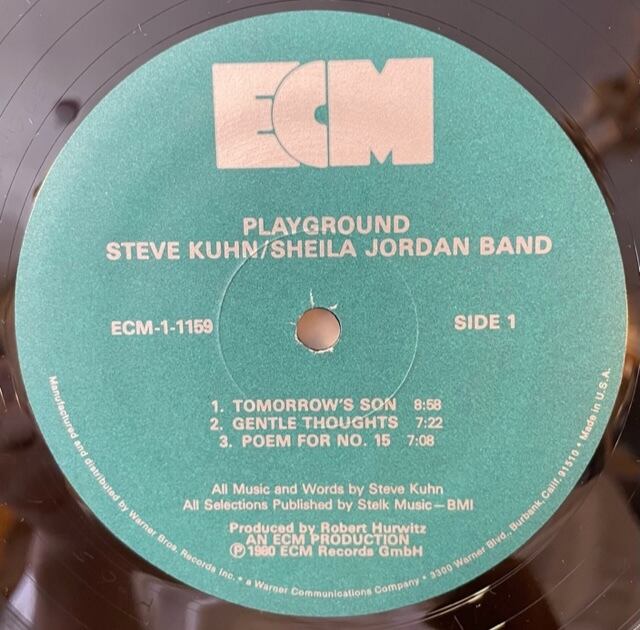 ECM
PLAYGROUND
STEVE KUHN/SHEILA JORDAN BAND
ECM-1-1159
SIDE 1
1. TOMORROW'S SON 8:58
2. GENTLE THOUGHTS 7:22
3. POEM FOR NO. 15 7:08
All Music and Words by Steve Kuhn
All Selections Published by Stelk Music—BMI
Produced by Robert Hurwitz
AN ECM PRODUCTION
Ⓟ 1980 ECM Records GmbH
Manufactured and distributed by Warner Bros. Records Inc. • a Warner Communications Company • 3300 Warner Blvd., Burbank, Calif. 91510 • Made in U.S.A.